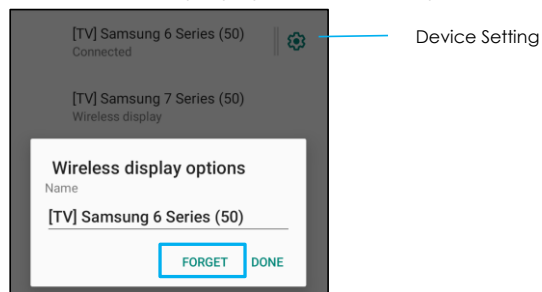 [TV] Samsung 6 Series (50)
Connected
Device Setting
[TV] Samsung 7 Series (50)
Wireless display
Wireless display options
Name
[TV] Samsung 6 Series (50)
FORGET DONE